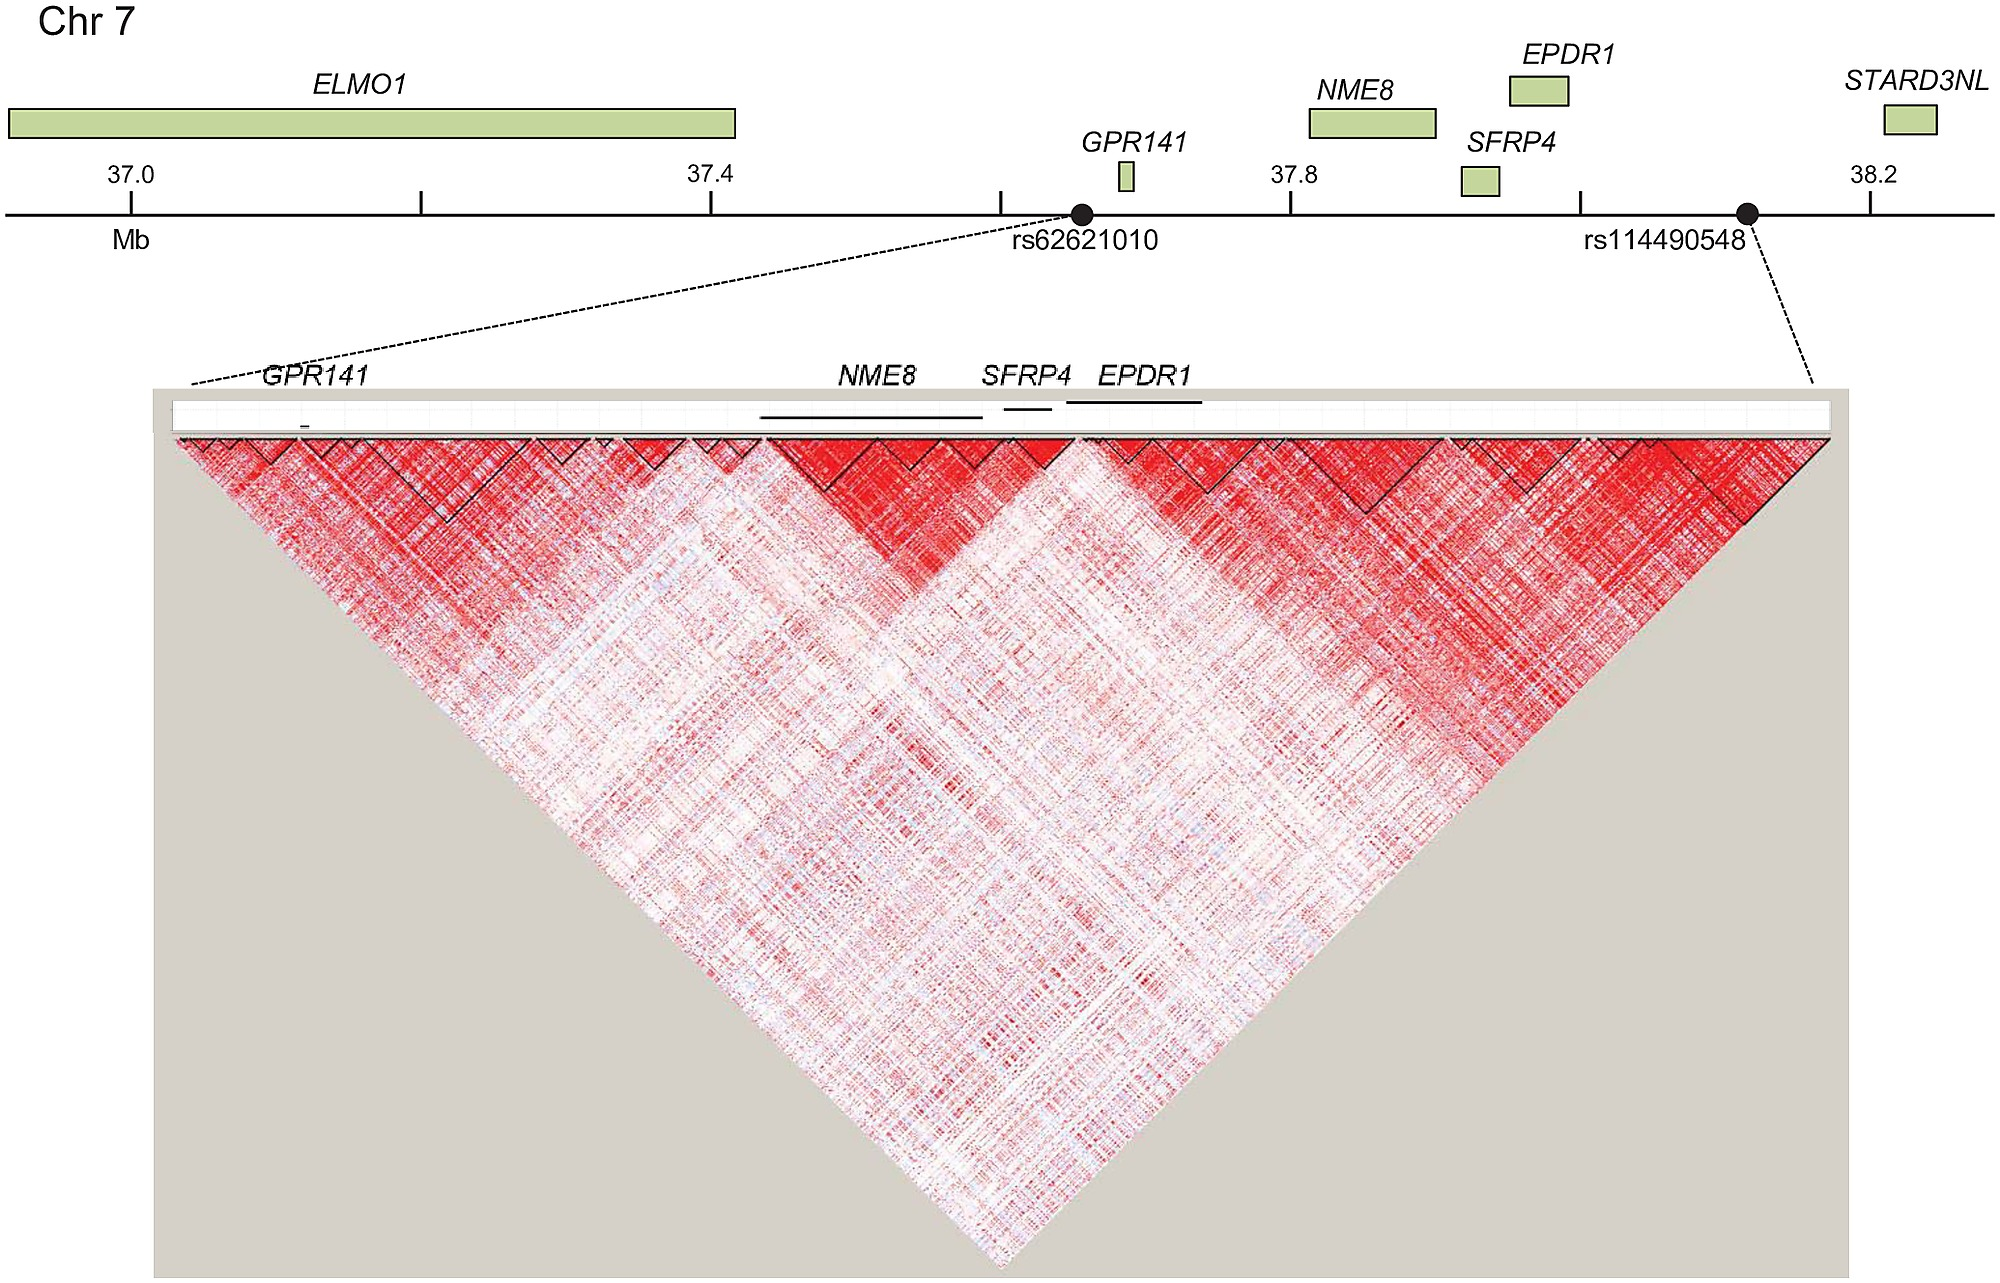 Chr 7
EPDR1
ELMO1
NME8
STARD3NL
GPR141
SFRP4
37.0
37.4
37.8
38.2
Mb
rs62621010
rs114490548
GPR141
NME8
SFRP4
EPDR1